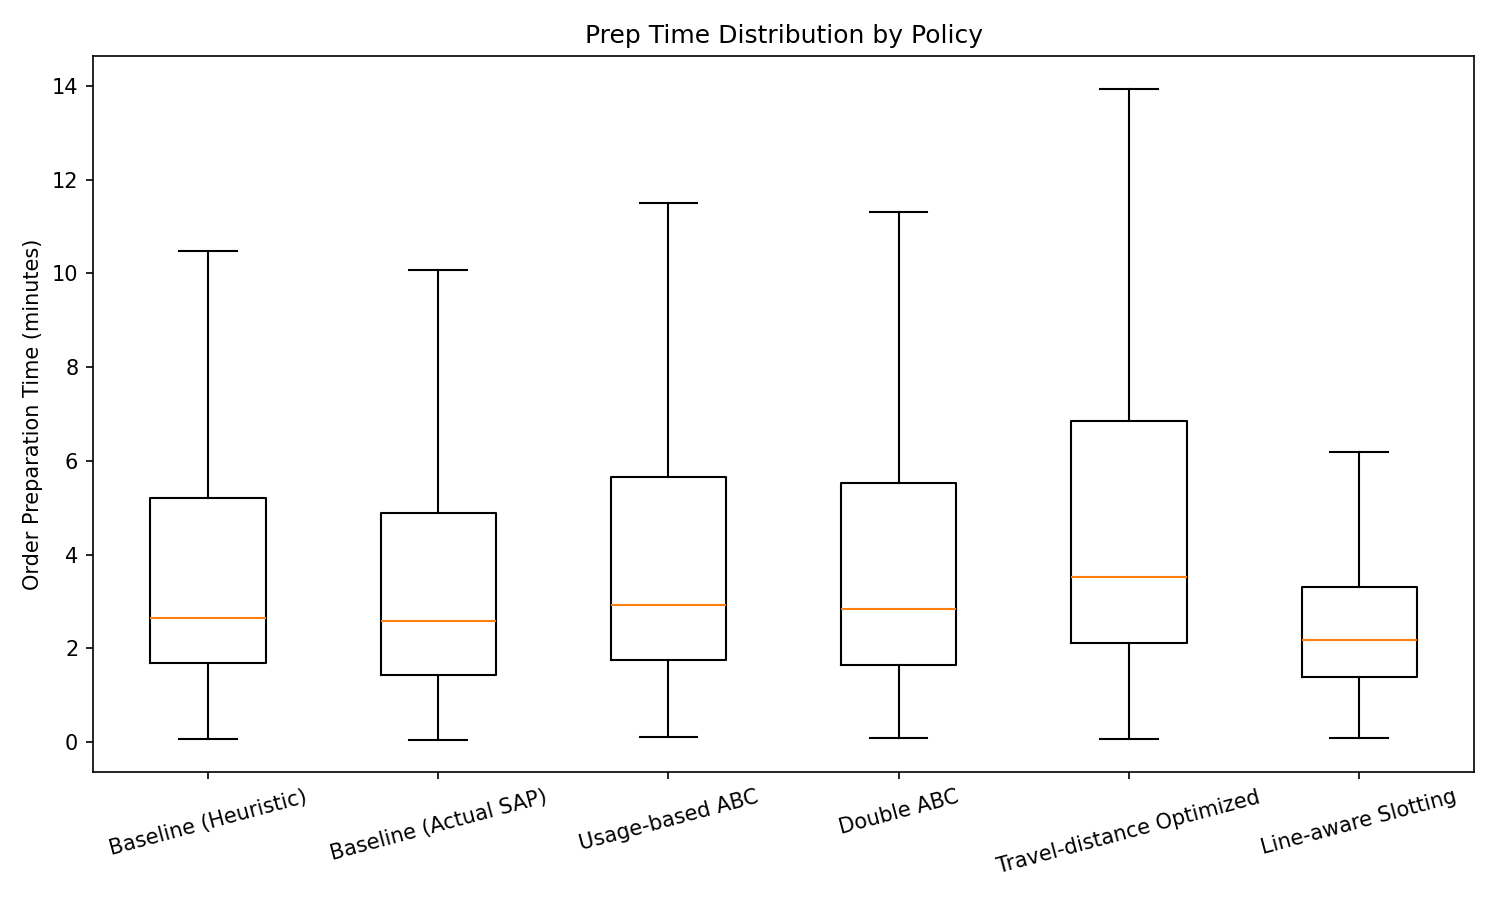 Prep Time Distribution by Policy
Order Preparation Time (minutes)
14
12
10
8
6
4
2
0
Baseline (Heuristic)
Baseline (Actual SAP)
Usage-based ABC
Double ABC
Travel-distance Optimized
Line-aware Slotting